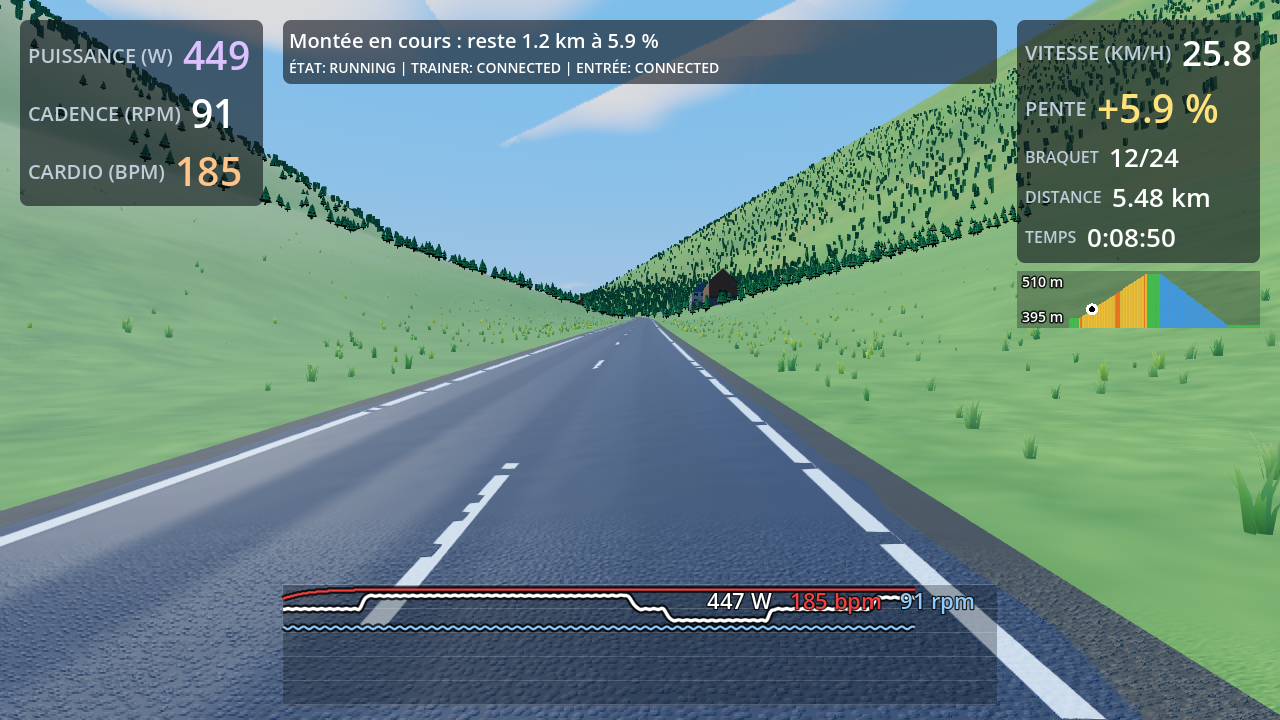 PUISSANCE (W) 449
CADENCE (RPM) 91
CARDIO (BPM) 185
Montée en cours : reste 1.2 km à 5.9 %
ÉTAT: RUNNING | TRAINER: CONNECTED | ENTRÉE: CONNECTED
VITESSE (KM/H) 25.8
PENTE +5.9 %
BRAQUET 12/24
DISTANCE 5.48 km
TEMPS 0:08:50
510 m
395 m
447 W 185 bpm 91 rpm